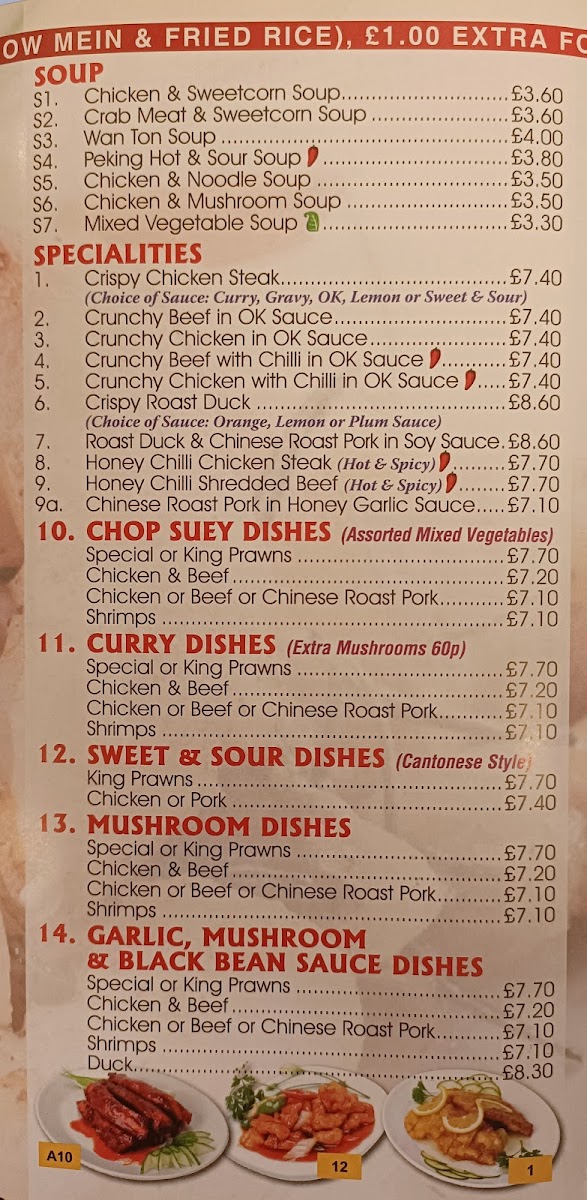 OW MEIN & FRIED RICE), £1.00 EXTRA FO
SOUP
S1. Chicken & Sweetcorn Soup..............................£3.60
S2. Crab Meat & Sweetcorn Soup .........................£3.60
S3. Wan Ton Soup ....................................................£4.00
S4. Peking Hot & Sour Soup ...................................£3.80
S5. Chicken & Noodle Soup ...................................£3.50
S6. Chicken & Mushroom Soup .............................£3.50
S7. Mixed Vegetable Soup ...................................£3.30
SPECIALITIES
1. Crispy Chicken Steak..........................................£7.40
(Choice of Sauce: Curry, Gravy, OK, Lemon or Sweet & Sour)
2. Crunchy Beef in OK Sauce...............................£7.40
3. Crunchy Chicken in OK Sauce.........................£7.40
4. Crunchy Beef with Chilli in OK Sauce ............£7.40
5. Crunchy Chicken with Chilli in OK Sauce .....£7.40
6. Crispy Roast Duck .............................................£8.60
(Choice of Sauce: Orange, Lemon or Plum Sauce)
7. Roast Duck & Chinese Roast Pork in Soy Sauce.£8.60
8. Honey Chilli Chicken Steak (Hot & Spicy) .........£7.70
9. Honey Chilli Shredded Beef (Hot & Spicy) ........£7.70
9a. Chinese Roast Pork in Honey Garlic Sauce.....£7.10
10. CHOP SUEY DISHES (Assorted Mixed Vegetables)
Special or King Prawns .....................................£7.70
Chicken & Beef.................................................£7.20
Chicken or Beef or Chinese Roast Pork...........£7.10
Shrimps ..............................................................£7.10
11. CURRY DISHES (Extra Mushrooms 60p)
Special or King Prawns .....................................£7.70
Chicken & Beef.................................................£7.20
Chicken or Beef or Chinese Roast Pork...........£7.10
Shrimps ..............................................................£7.10
12. SWEET & SOUR DISHES (Cantonese Style)
King Prawns .......................................................£7.70
Chicken or Pork .................................................£7.40
13. MUSHROOM DISHES
Special or King Prawns .....................................£7.70
Chicken & Beef.................................................£7.20
Chicken or Beef or Chinese Roast Pork...........£7.10
Shrimps ..............................................................£7.10
14. GARLIC, MUSHROOM
& BLACK BEAN SAUCE DISHES
Special or King Prawns .....................................£7.70
Chicken & Beef.................................................£7.20
Chicken or Beef or Chinese Roast Pork...........£7.10
Shrimps ..............................................................£7.10
Duck....................................................................£8.30
A10
12
1